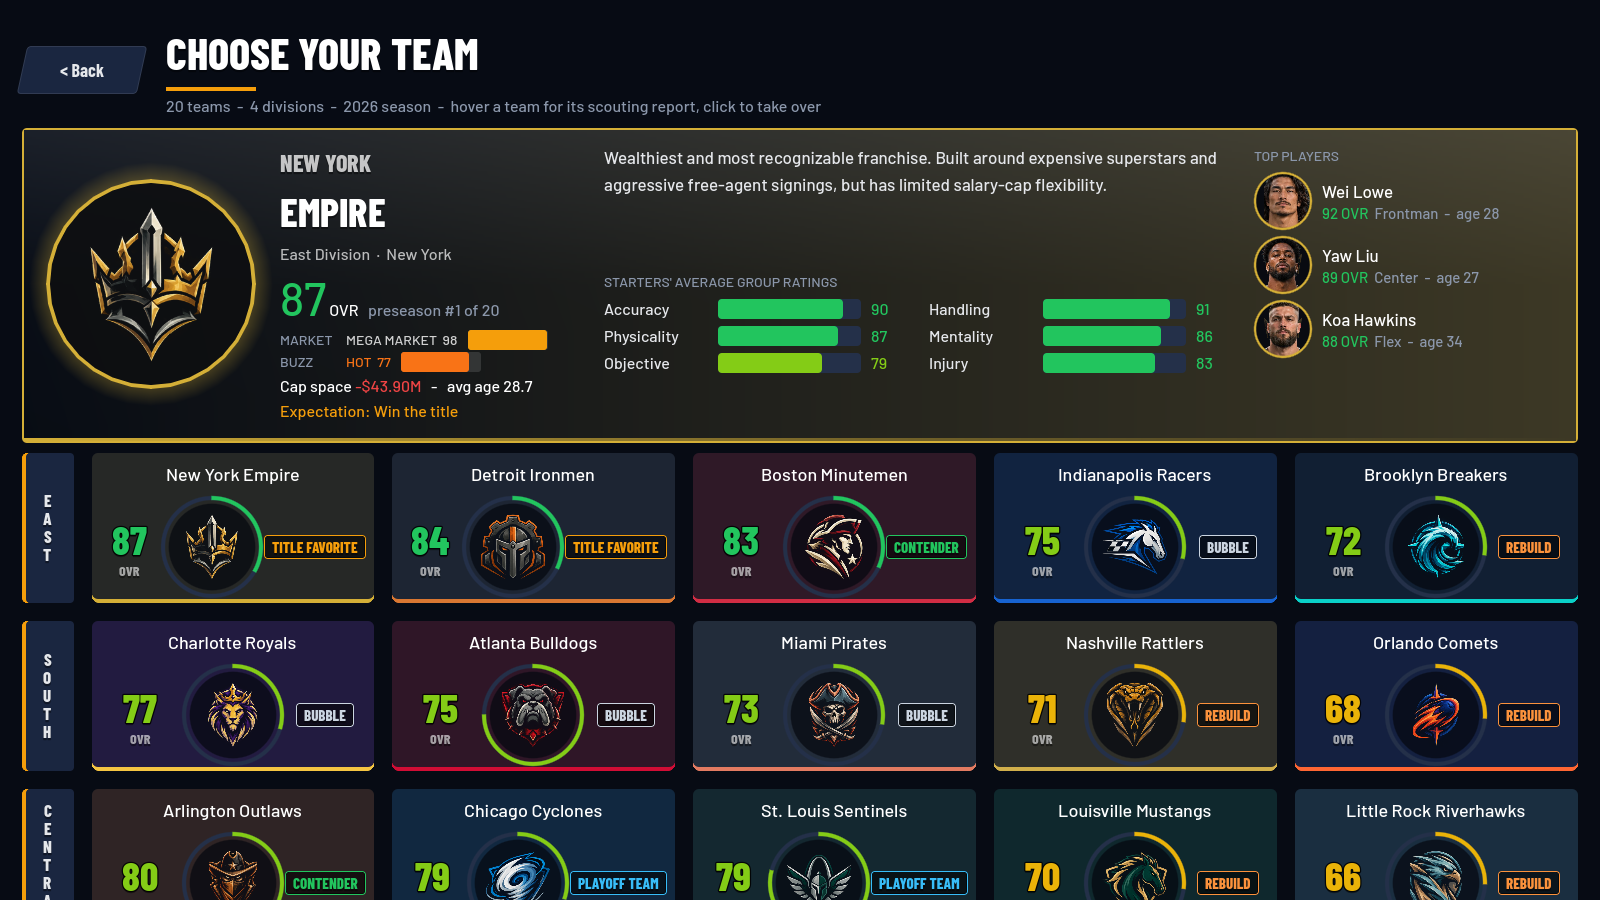 < Back
CHOOSE YOUR TEAM
20 teams - 4 divisions - 2026 season - hover a team for its scouting report, click to take over
NEW YORK
EMPIRE
East Division · New York
87 OVR preseason #1 of 20
MARKET MEGA MARKET 98
BUZZ HOT 77
Cap space -$43.90M - avg age 28.7
Expectation: Win the title
Wealthiest and most recognizable franchise. Built around expensive superstars and
aggressive free-agent signings, but has limited salary-cap flexibility.
STARTERS' AVERAGE GROUP RATINGS
Accuracy 90 Handling 91
Physicality 87 Mentality 86
Objective 79 Injury 83
TOP PLAYERS
Wei Lowe
92 OVR Frontman - age 28
Yaw Liu
89 OVR Center - age 27
Koa Hawkins
88 OVR Flex - age 34
EAST
New York Empire
87 OVR
TITLE FAVORITE
Detroit Ironmen
84 OVR
TITLE FAVORITE
Boston Minutemen
83 OVR
CONTENDER
Indianapolis Racers
75 OVR
BUBBLE
Brooklyn Breakers
72 OVR
REBUILD
SOUTH
Charlotte Royals
77 OVR
BUBBLE
Atlanta Bulldogs
75 OVR
BUBBLE
Miami Pirates
73 OVR
BUBBLE
Nashville Rattlers
71 OVR
REBUILD
Orlando Comets
68 OVR
REBUILD
CENTRA
Arlington Outlaws
80
CONTENDER
Chicago Cyclones
79
PLAYOFF TEAM
St. Louis Sentinels
79
PLAYOFF TEAM
Louisville Mustangs
70
REBUILD
Little Rock Riverhawks
66
REBUILD